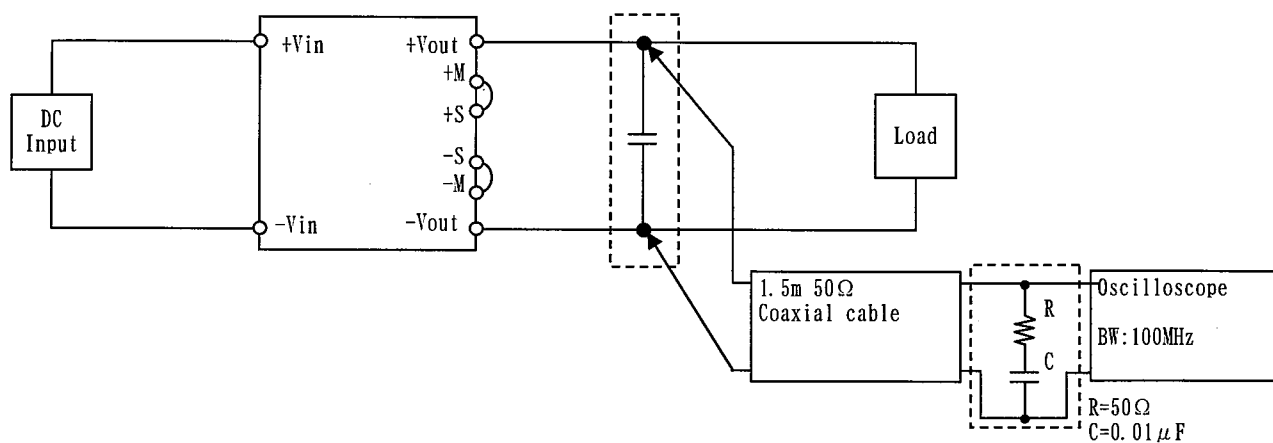 +Vin
+Vout
+M
+S
DC
Input
Load
-S
-M
-Vin
-Vout
1.5m 50Ω
Coaxial cable
R
C
Oscilloscope
BW:100MHz
R=50Ω
C=0.01μF